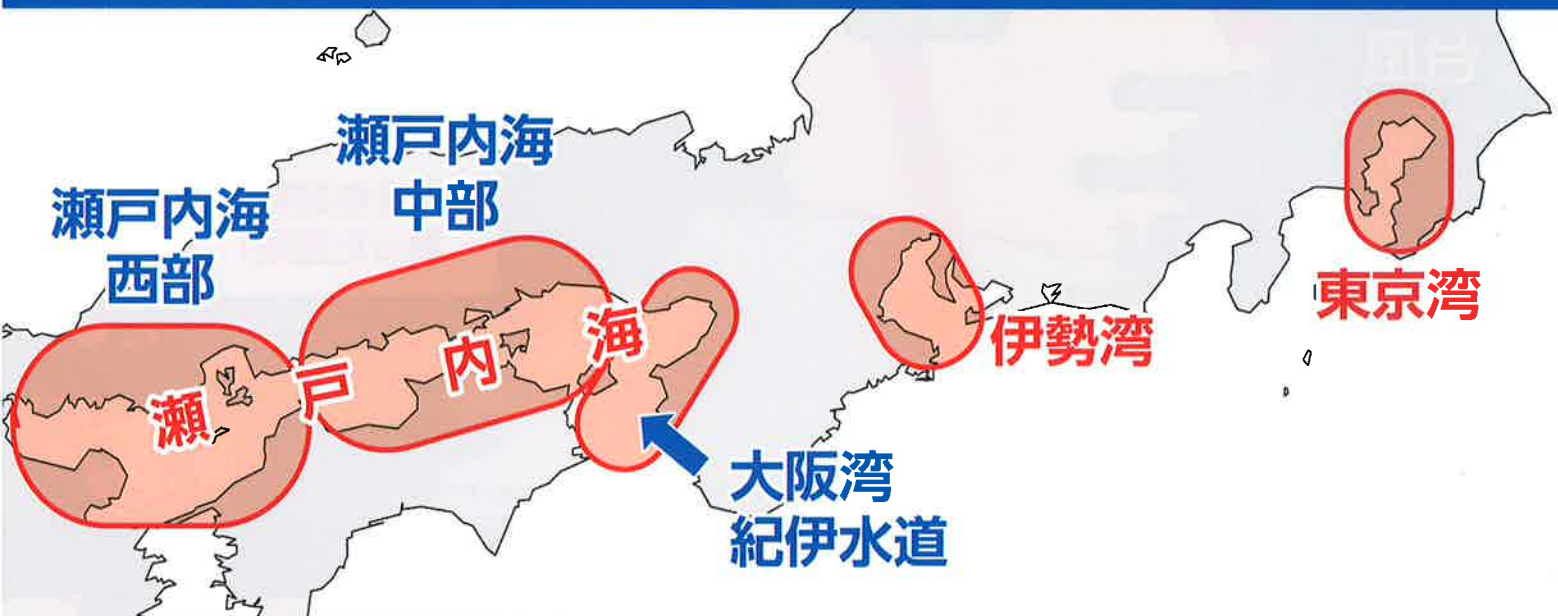 瀬戸内海
中部
瀬戸内海
西部
瀬戸内海
東京湾
伊勢湾
大阪湾
紀伊水道